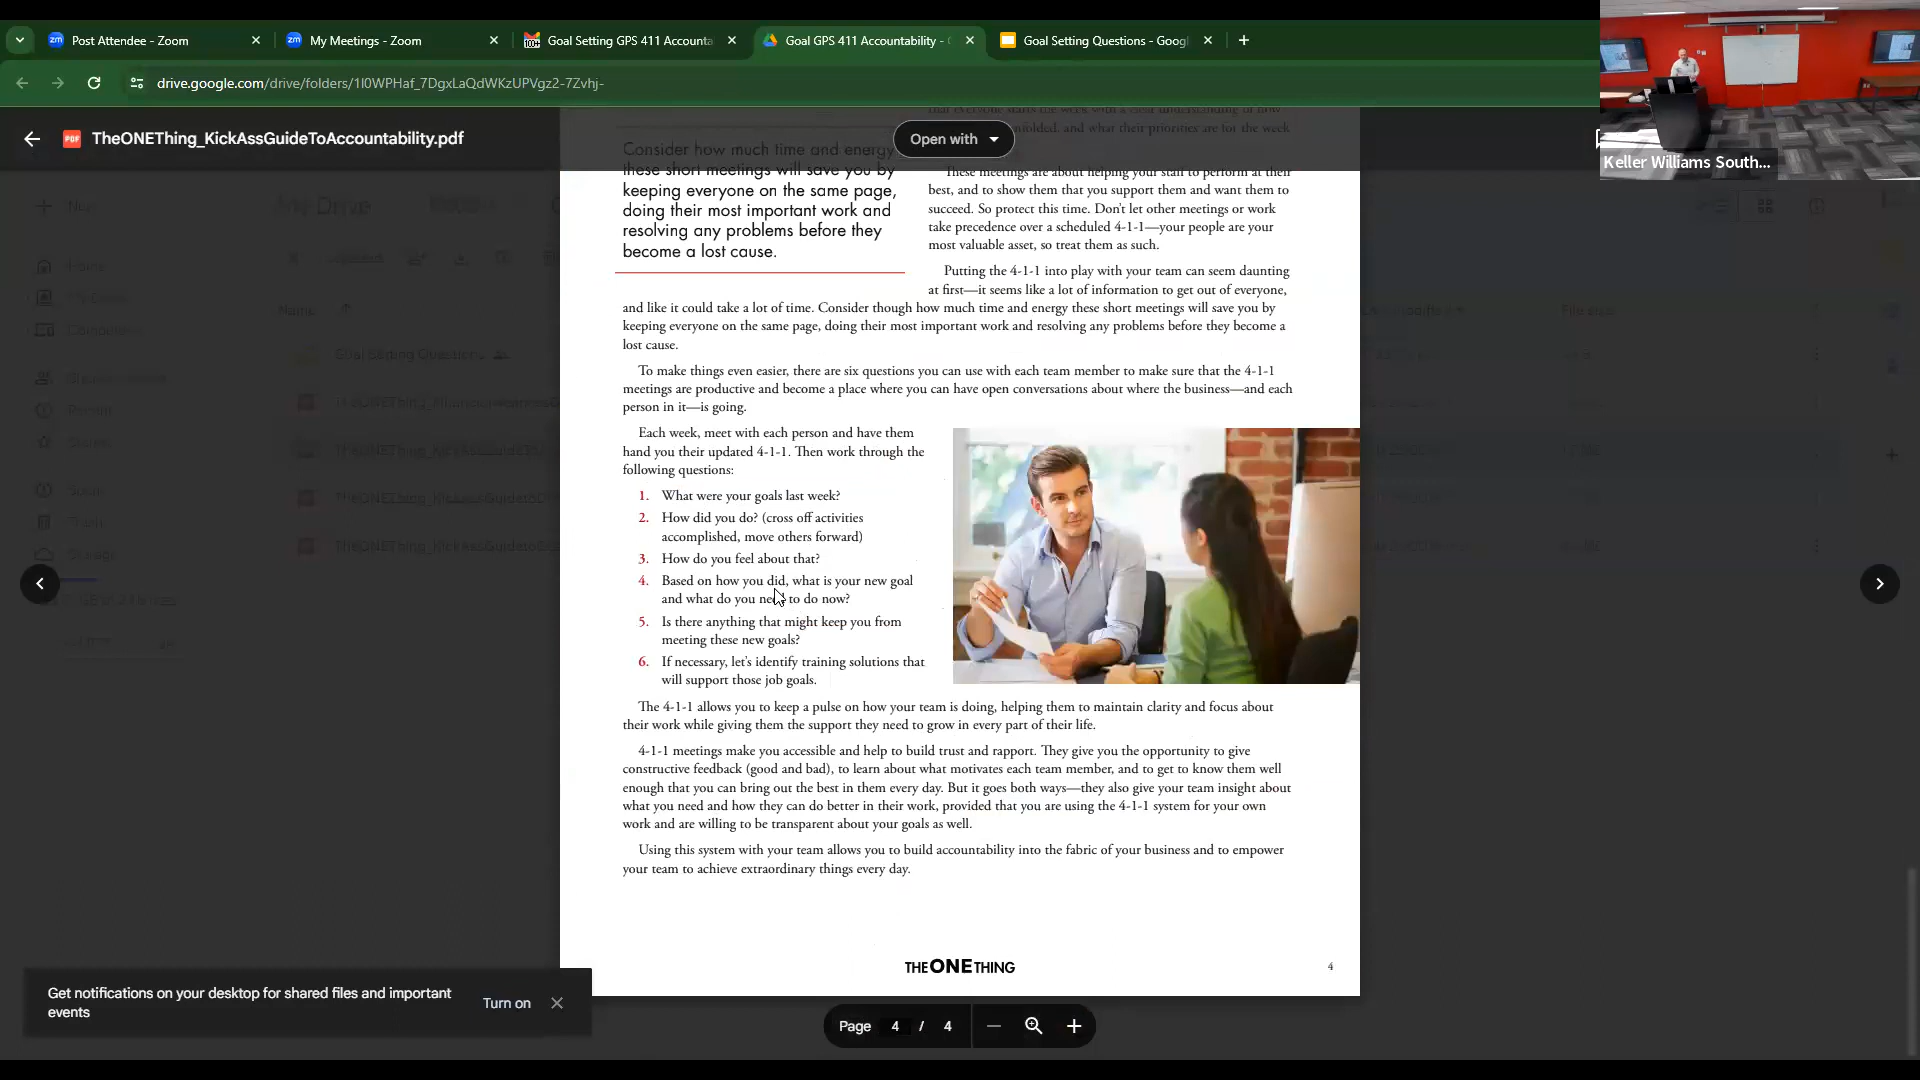 Post Attendee - Zoom
My Meetings - Zoom
Goal Setting GPS 411 Accounta
Goal GPS 411 Accountability -
Goal Setting Questions - Googl
drive.google.com/drive/folders/1I0WPHaf_7DgxLaQdWKzUPVgz2-7Zvhj-
TheONEThing_KickAssGuideToAccountability.pdf
Open with
Keller Williams South...
Consider how much time and energy
these short meetings will save you by
keeping everyone on the same page,
doing their most important work and
resolving any problems before they
become a lost cause.
unfolded, and what their priorities are for the week
These meetings are about helping your staff to perform at their
best, and to show them that you support them and want them to
succeed. So protect this time. Don't let other meetings or work
take precedence over a scheduled 4-1-1—your people are your
most valuable asset, so treat them as such.
Putting the 4-1-1 into play with your team can seem daunting
at first—it seems like a lot of information to get out of everyone,
and like it could take a lot of time. Consider though how much time and energy these short meetings will save you by
keeping everyone on the same page, doing their most important work and resolving any problems before they become a
lost cause.
To make things even easier, there are six questions you can use with each team member to make sure that the 4-1-1
meetings are productive and become a place where you can have open conversations about where the business—and each
person in it—is going.
Each week, meet with each person and have them
hand you their updated 4-1-1. Then work through the
following questions:
1. What were your goals last week?
2. How did you do? (cross off activities
accomplished, move others forward)
3. How do you feel about that?
4. Based on how you did, what is your new goal
and what do you need to do now?
5. Is there anything that might keep you from
meeting these new goals?
6. If necessary, let's identify training solutions that
will support those job goals.
The 4-1-1 allows you to keep a pulse on how your team is doing, helping them to maintain clarity and focus about
their work while giving them the support they need to grow in every part of their life.
4-1-1 meetings make you accessible and help to build trust and rapport. They give you the opportunity to give
constructive feedback (good and bad), to learn about what motivates each team member, and to get to know them well
enough that you can bring out the best in them every day. But it goes both ways—they also give your team insight about
what you need and how they can do better in their work, provided that you are using the 4-1-1 system for your own
work and are willing to be transparent about your goals as well.
Using this system with your team allows you to build accountability into the fabric of your business and to empower
your team to achieve extraordinary things every day.
THE ONE THING
4
Get notifications on your desktop for shared files and important
events
Turn on
Page 4 / 4